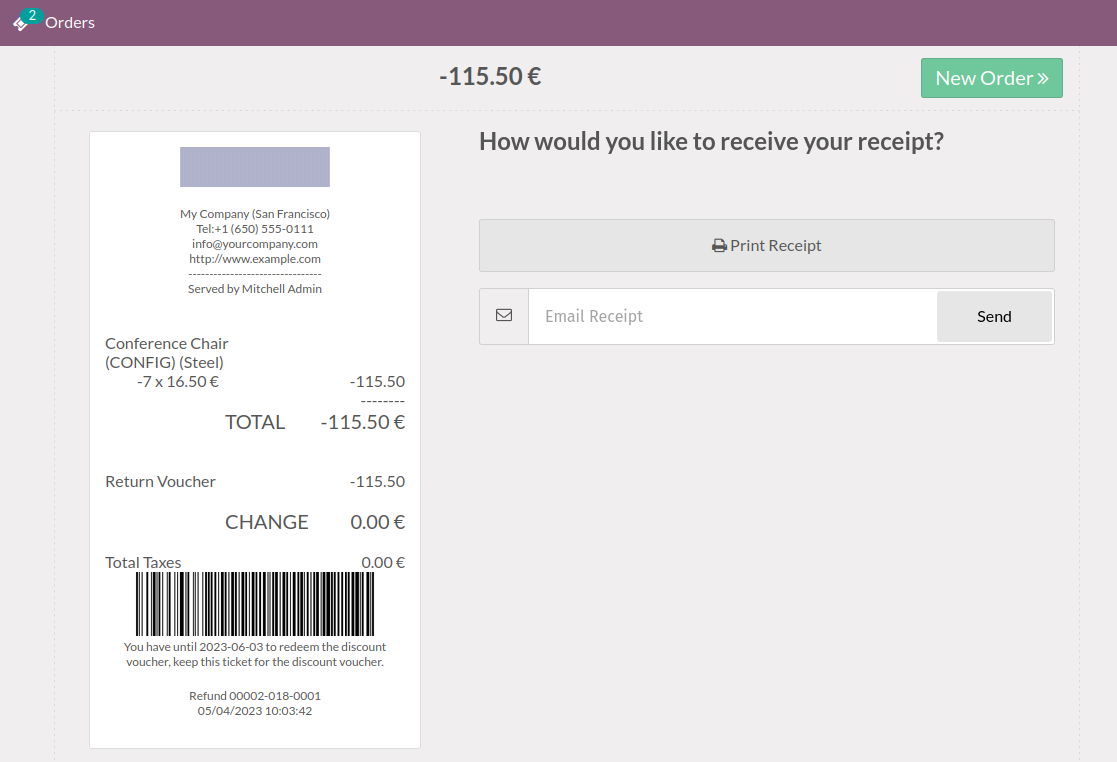 2
Orders
-115.50 €
New Order »
My Company (San Francisco)
Tel:+1 (650) 555-0111
info@yourcompany.com
http://www.example.com
--------------------------------
Served by Mitchell Admin
Conference Chair
(CONFIG) (Steel)
-7 x 16.50 € -115.50
--------
TOTAL -115.50 €
Return Voucher -115.50
CHANGE 0.00 €
Total Taxes 0.00 €
You have until 2023-06-03 to redeem the discount
voucher, keep this ticket for the discount voucher.
Refund 00002-018-0001
05/04/2023 10:03:42
How would you like to receive your receipt?
Print Receipt
Email Receipt
Send